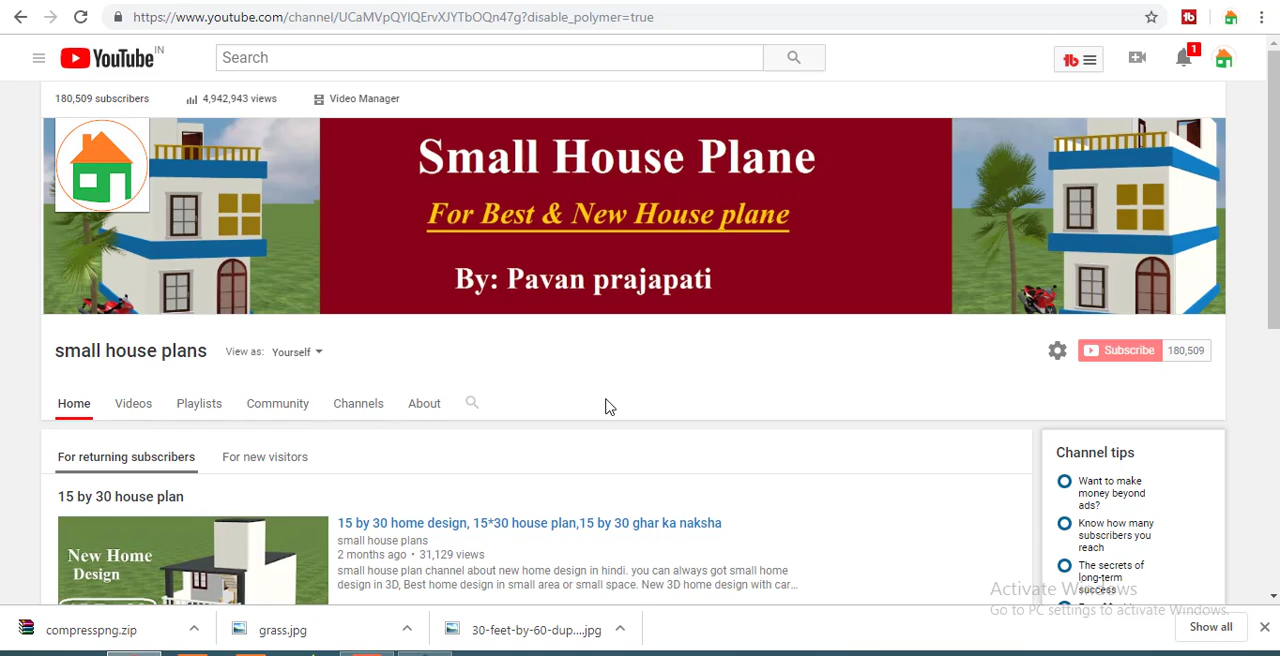 https://www.youtube.com/channel/UCaMVpQYlQErvXJYTbOQn47g?disable_polymer=true
YouTube IN
Search
1
180,509 subscribers
4,942,943 views
Video Manager
Small House Plane
For Best & New House plane
By: Pavan prajapati
small house plans
View as: Yourself
Subscribe 180,509
Home
Videos
Playlists
Community
Channels
About
For returning subscribers
For new visitors
15 by 30 house plan
New Home
Design
15 by 30 home design, 15*30 house plan,15 by 30 ghar ka naksha
small house plans
2 months ago • 31,129 views
small house plan channel about new home design in hindi. you can always got small home
design in 3D, Best home design in small area or small space. New 3D home design with car...
Channel tips
Want to make
money beyond
ads?
Know how many
subscribers you
reach
The secrets of
long-term
success
Activate Windows
Go to PC settings to activate Windows.
compresspng.zip
grass.jpg
30-feet-by-60-dup....jpg
Show all